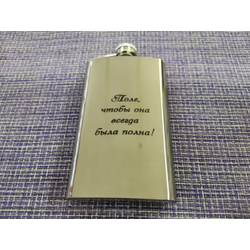 Поле,
чтобы она
всегда
была полна!